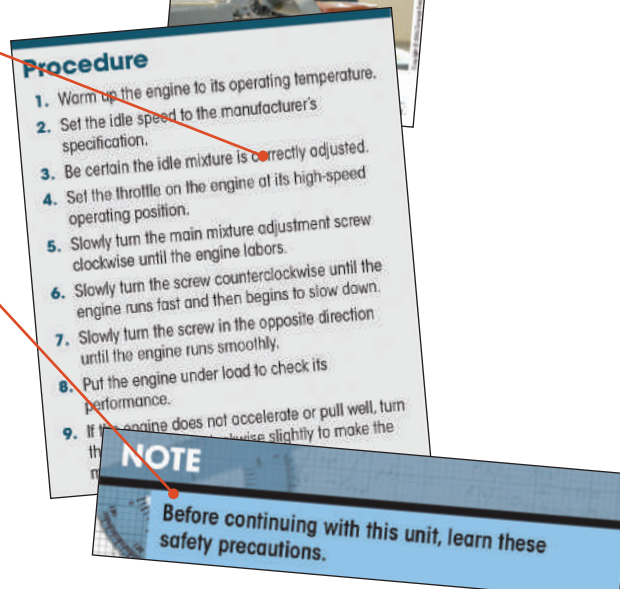 Procedure
1. Warm up the engine to its operating temperature.
2. Set the idle speed to the manufacturer's
specification.
3. Be certain the idle mixture is correctly adjusted.
4. Set the throttle on the engine at its high-speed
operating position.
5. Slowly turn the main mixture adjustment screw
clockwise until the engine labors.
6. Slowly turn the screw counterclockwise until the
engine runs fast and then begins to slow down.
7. Slowly turn the screw in the opposite direction
until the engine runs smoothly.
8. Put the engine under load to check its
performance.
9. If the engine does not accelerate or pull well, turn
slightly to make the
NOTE
Before continuing with this unit, learn these
safety precautions.